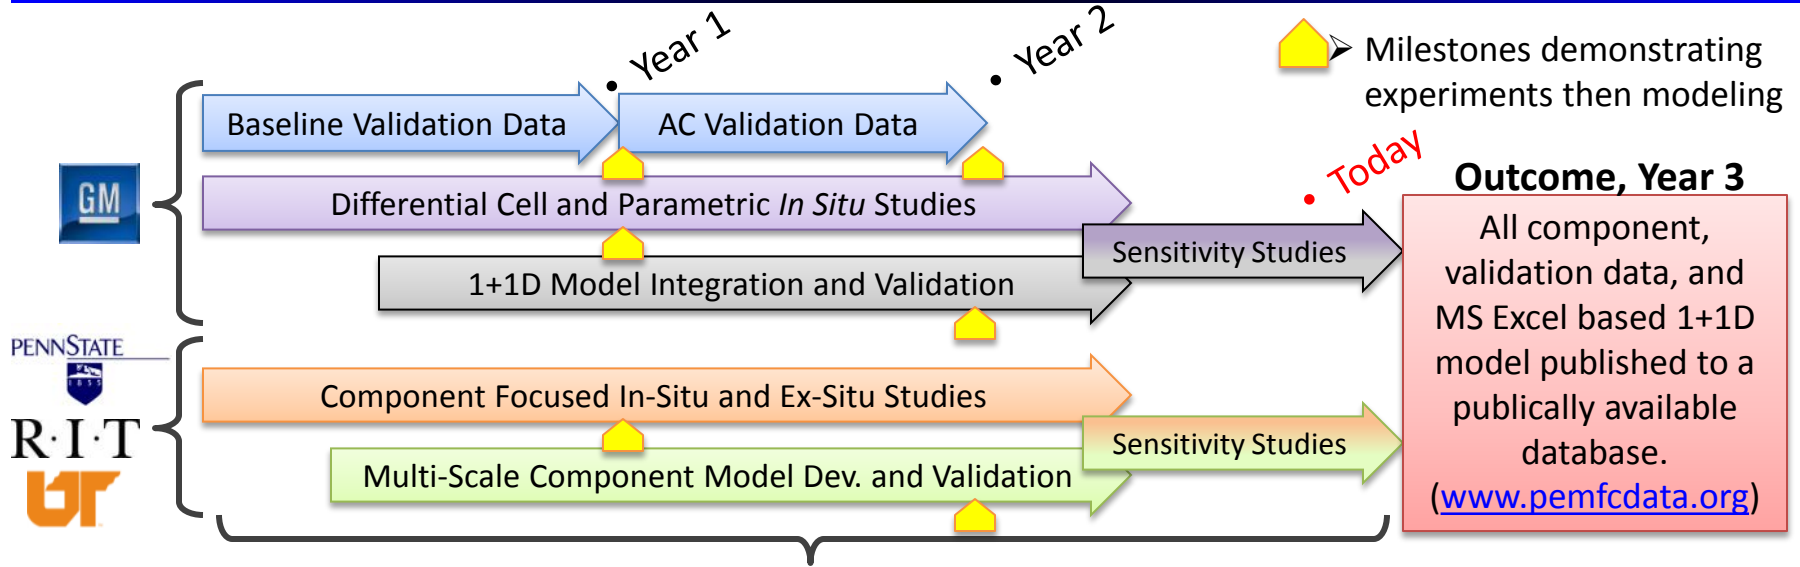 Year 1
Year 2
Milestones demonstrating
experiments then modeling
Baseline Validation Data
AC Validation Data
Today
Outcome, Year 3
GM
Differential Cell and Parametric In Situ Studies
Sensitivity Studies
1+1D Model Integration and Validation
All component,
validation data, and
MS Excel based 1+1D
model published to a
publically available
database.
(www.pemfcdata.org)
PENNSTATE
1855
Component Focused In-Situ and Ex-Situ Studies
R·I·T
Sensitivity Studies
Multi-Scale Component Model Dev. and Validation
UT